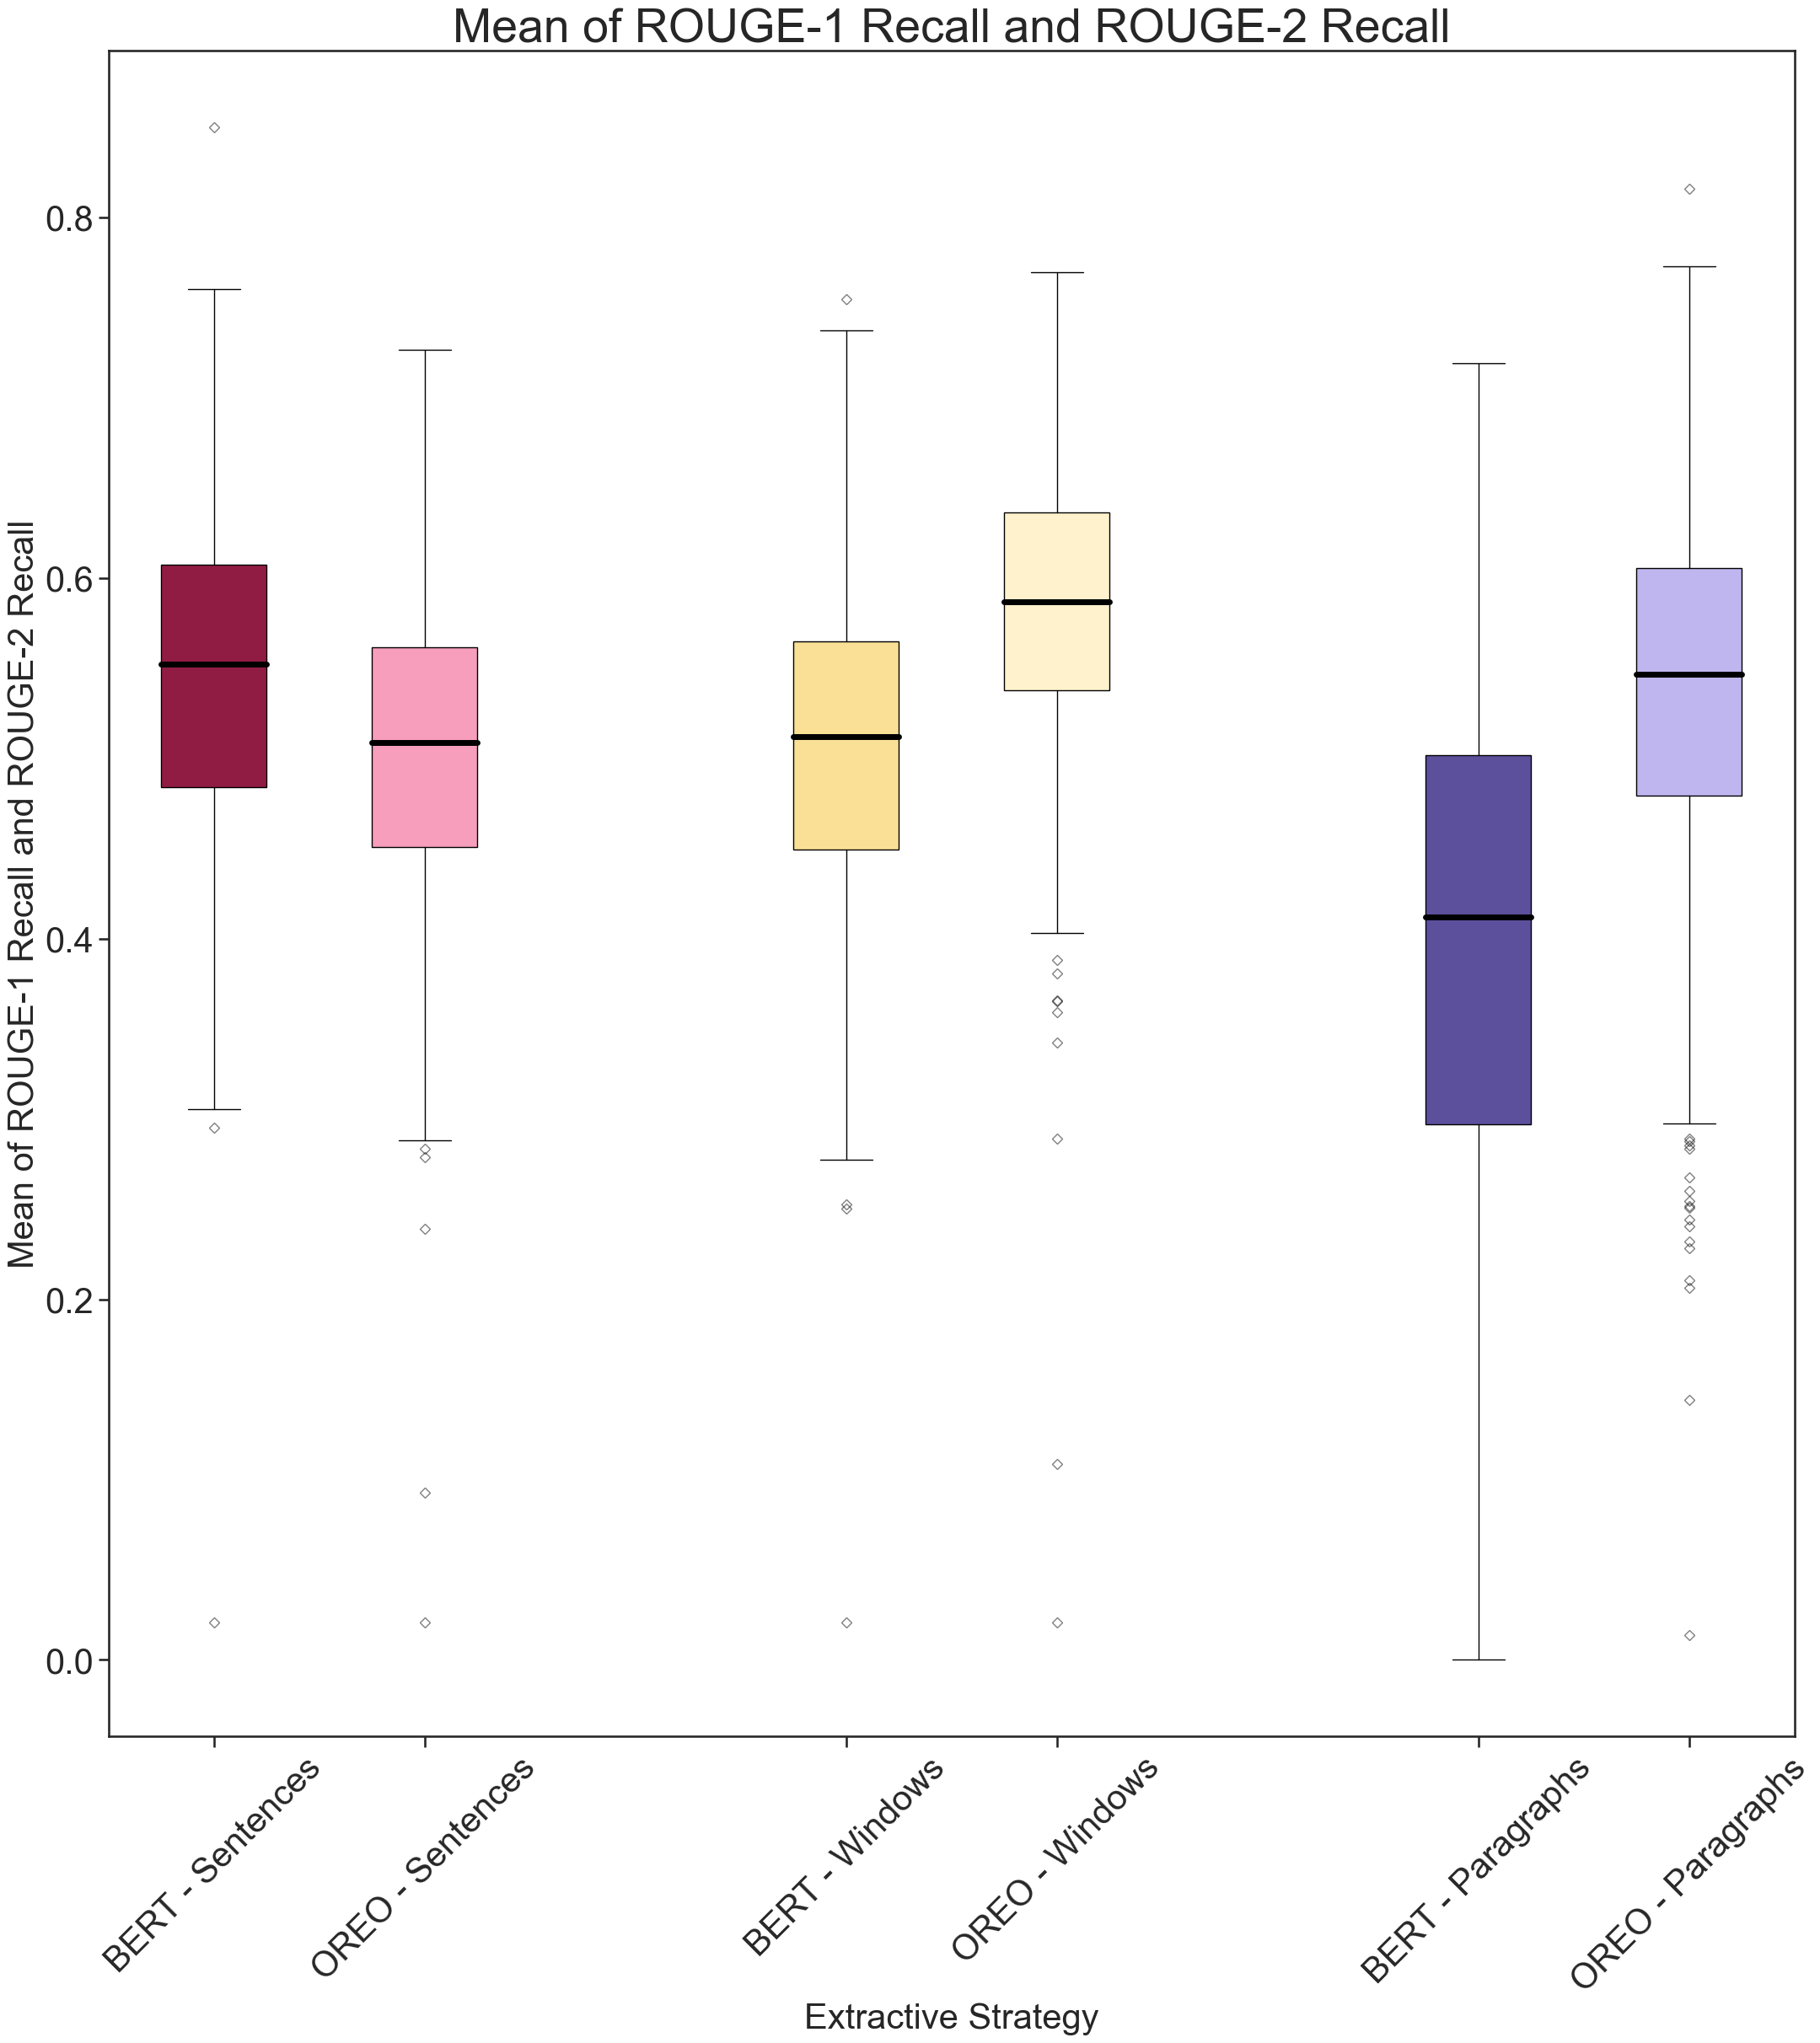 Mean of ROUGE-1 Recall and ROUGE-2 Recall
Mean of ROUGE-1 Recall and ROUGE-2 Recall
0.8
0.6
0.4
0.2
0.0
BERT - Sentences
OREO - Sentences
BERT - Windows
OREO - Windows
BERT - Paragraphs
OREO - Paragraphs
Extractive Strategy